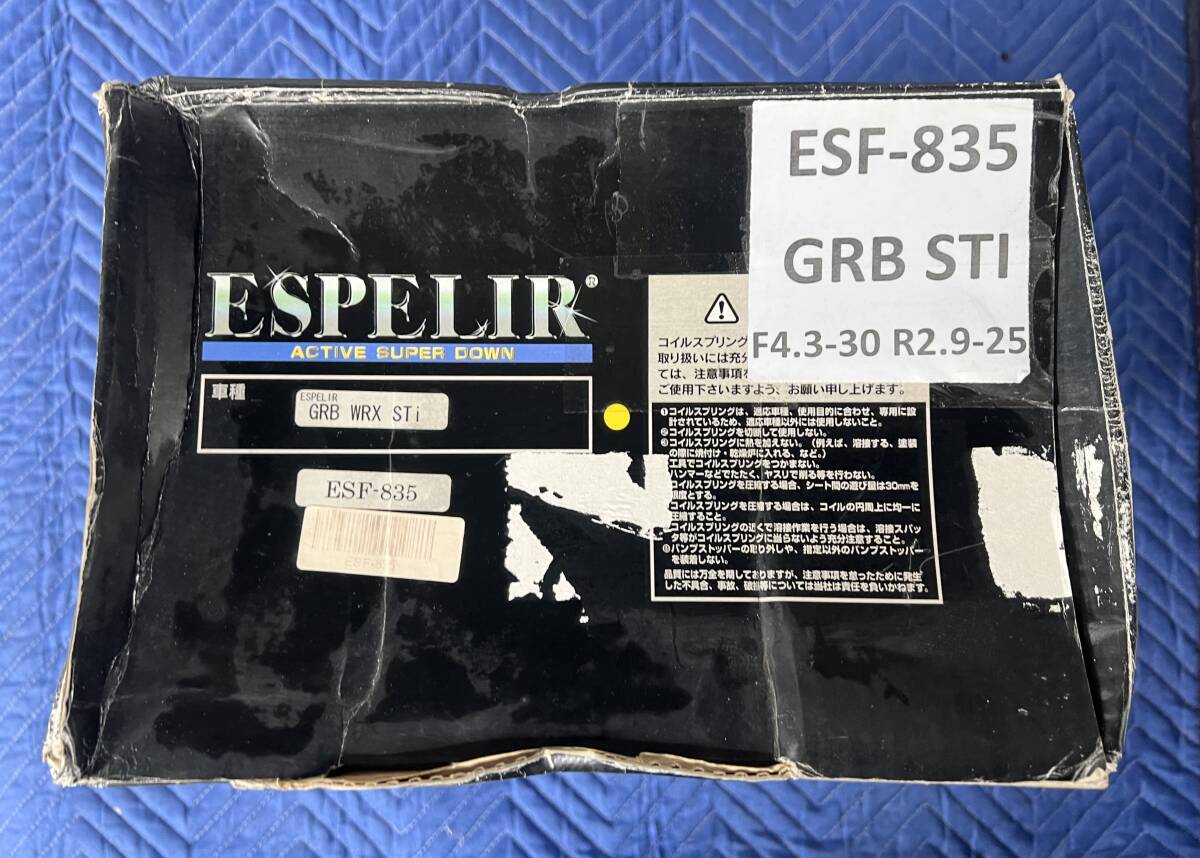 ESF-835
GRB STI
F4.3-30 R2.9-25
ESPELIR®
ACTIVE SUPER DOWN
車種
ESPELIR
GRB WRX STi
ESF-835
ESF-835
コイルスプリング
取り扱いには充分
ては、注意事項を
ご使用下さいますよう、お願い申し上げます。
❶コイルスプリングは、適応車種、使用目的に合わせ、専用に設
計されているため、適応車種以外には使用しないこと。
❷コイルスプリングを切断して使用しない。
❸コイルスプリングに熱を加えない。(例えば、溶接する、塗装
の際に焼付け・乾燥炉に入れる、など。)
工具でコイルスプリングをつかまない。
ハンマーなどでたたく、ヤスリで削る等を行わない。
コイルスプリングを圧縮する場合、シート間の遊び量は30mmを
限度とする。
コイルスプリングを圧縮する場合は、コイルの円周上に均一に
圧縮すること。
コイルスプリングの近くで溶接作業を行う場合は、溶接スパッ
タ等がコイルスプリングに当らないよう充分注意すること。
バンプストッパーの取り外しや、指定以外のバンプストッパー
を装着しない。
品質には万全を期しておりますが、注意事項を怠ったために発生
した不具合、事故、破損等については当社は責任を負いかねます。